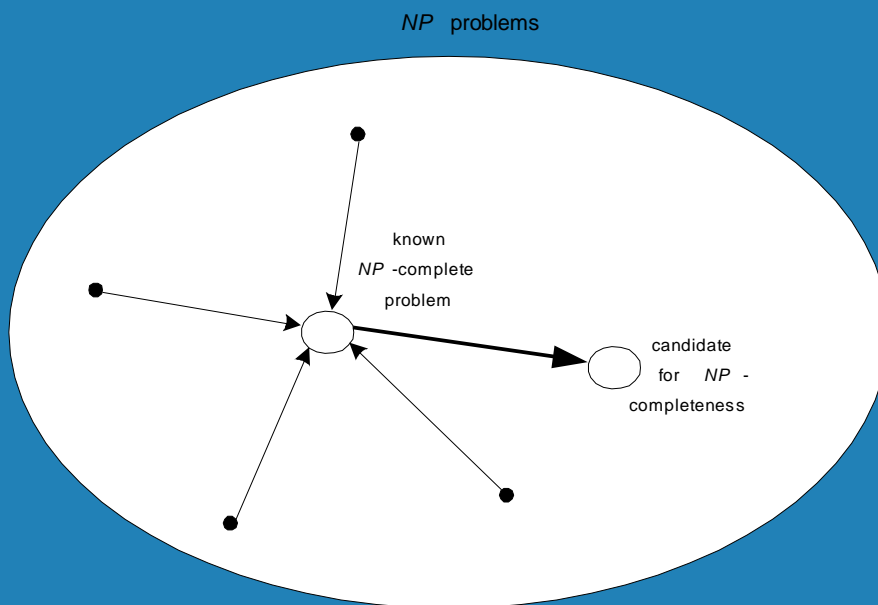 NP problems
known
NP -complete
problem
candidate
for NP -
completeness